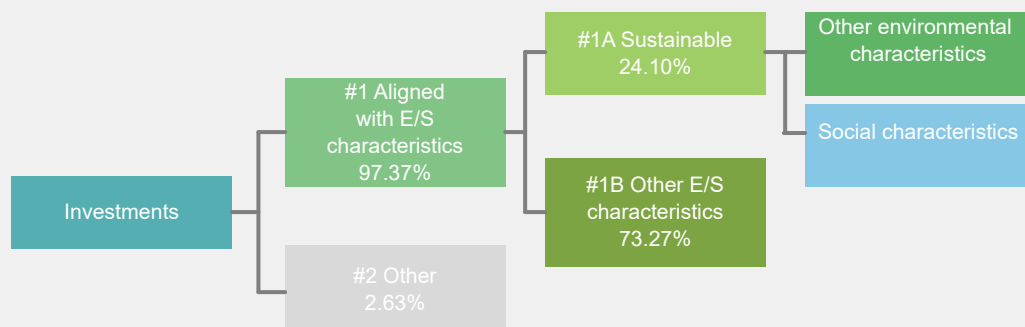 Investments
#1 Aligned
with E/S
characteristics
97.37%
#2 Other
2.63%
#1A Sustainable
24.10%
#1B Other E/S
characteristics
73.27%
Other environmental
characteristics
Social characteristics